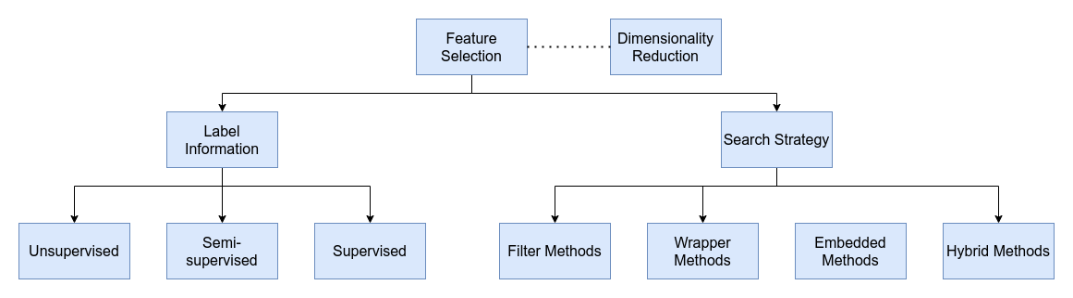 Feature
Selection
Dimensionality
Reduction
Label
Information
Search Strategy
Unsupervised
Semi-
supervised
Supervised
Filter Methods
Wrapper
Methods
Embedded
Methods
Hybrid Methods